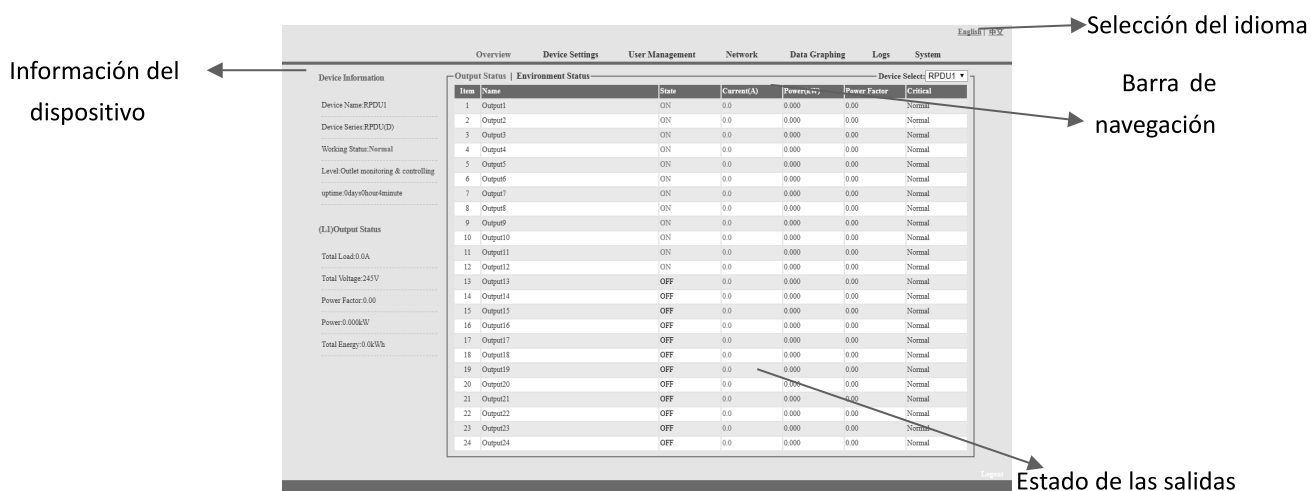 English | 中文
Selección del idioma
Overview Device Settings User Management Network Data Graphing Logs System
Información del
dispositivo
Barra de
navegación
Device Information
Device Name:RPDU1
Device Series:RPDU(D)
Working Status:Normal
Level:Outlet monitoring & controlling
uptime:0days0hour4minute
(L1)Output Status
Total Load:0.0A
Total Voltage:245V
Power Factor:0.00
Power:0.000kW
Total Energy:0.0kWh
Output Status | Environment Status Device Select: RPDU1
Item Name State Current(A) Power(kW) Power Factor Critical
1 Output1 ON 0.0 0.000 0.00 Normal
2 Output2 ON 0.0 0.000 0.00 Normal
3 Output3 ON 0.0 0.000 0.00 Normal
4 Output4 ON 0.0 0.000 0.00 Normal
5 Output5 ON 0.0 0.000 0.00 Normal
6 Output6 ON 0.0 0.000 0.00 Normal
7 Output7 ON 0.0 0.000 0.00 Normal
8 Output8 ON 0.0 0.000 0.00 Normal
9 Output9 ON 0.0 0.000 0.00 Normal
10 Output10 ON 0.0 0.000 0.00 Normal
11 Output11 ON 0.0 0.000 0.00 Normal
12 Output12 ON 0.0 0.000 0.00 Normal
13 Output13 OFF 0.0 0.000 0.00 Normal
14 Output14 OFF 0.0 0.000 0.00 Normal
15 Output15 OFF 0.0 0.000 0.00 Normal
16 Output16 OFF 0.0 0.000 0.00 Normal
17 Output17 OFF 0.0 0.000 0.00 Normal
18 Output18 OFF 0.0 0.000 0.00 Normal
19 Output19 OFF 0.0 0.000 0.00 Normal
20 Output20 OFF 0.0 0.000 0.00 Normal
21 Output21 OFF 0.0 0.000 0.00 Normal
22 Output22 OFF 0.0 0.000 0.00 Normal
23 Output23 OFF 0.0 0.000 0.00 Normal
24 Output24 OFF 0.0 0.000 0.00 Normal
Logout
Estado de las salidas